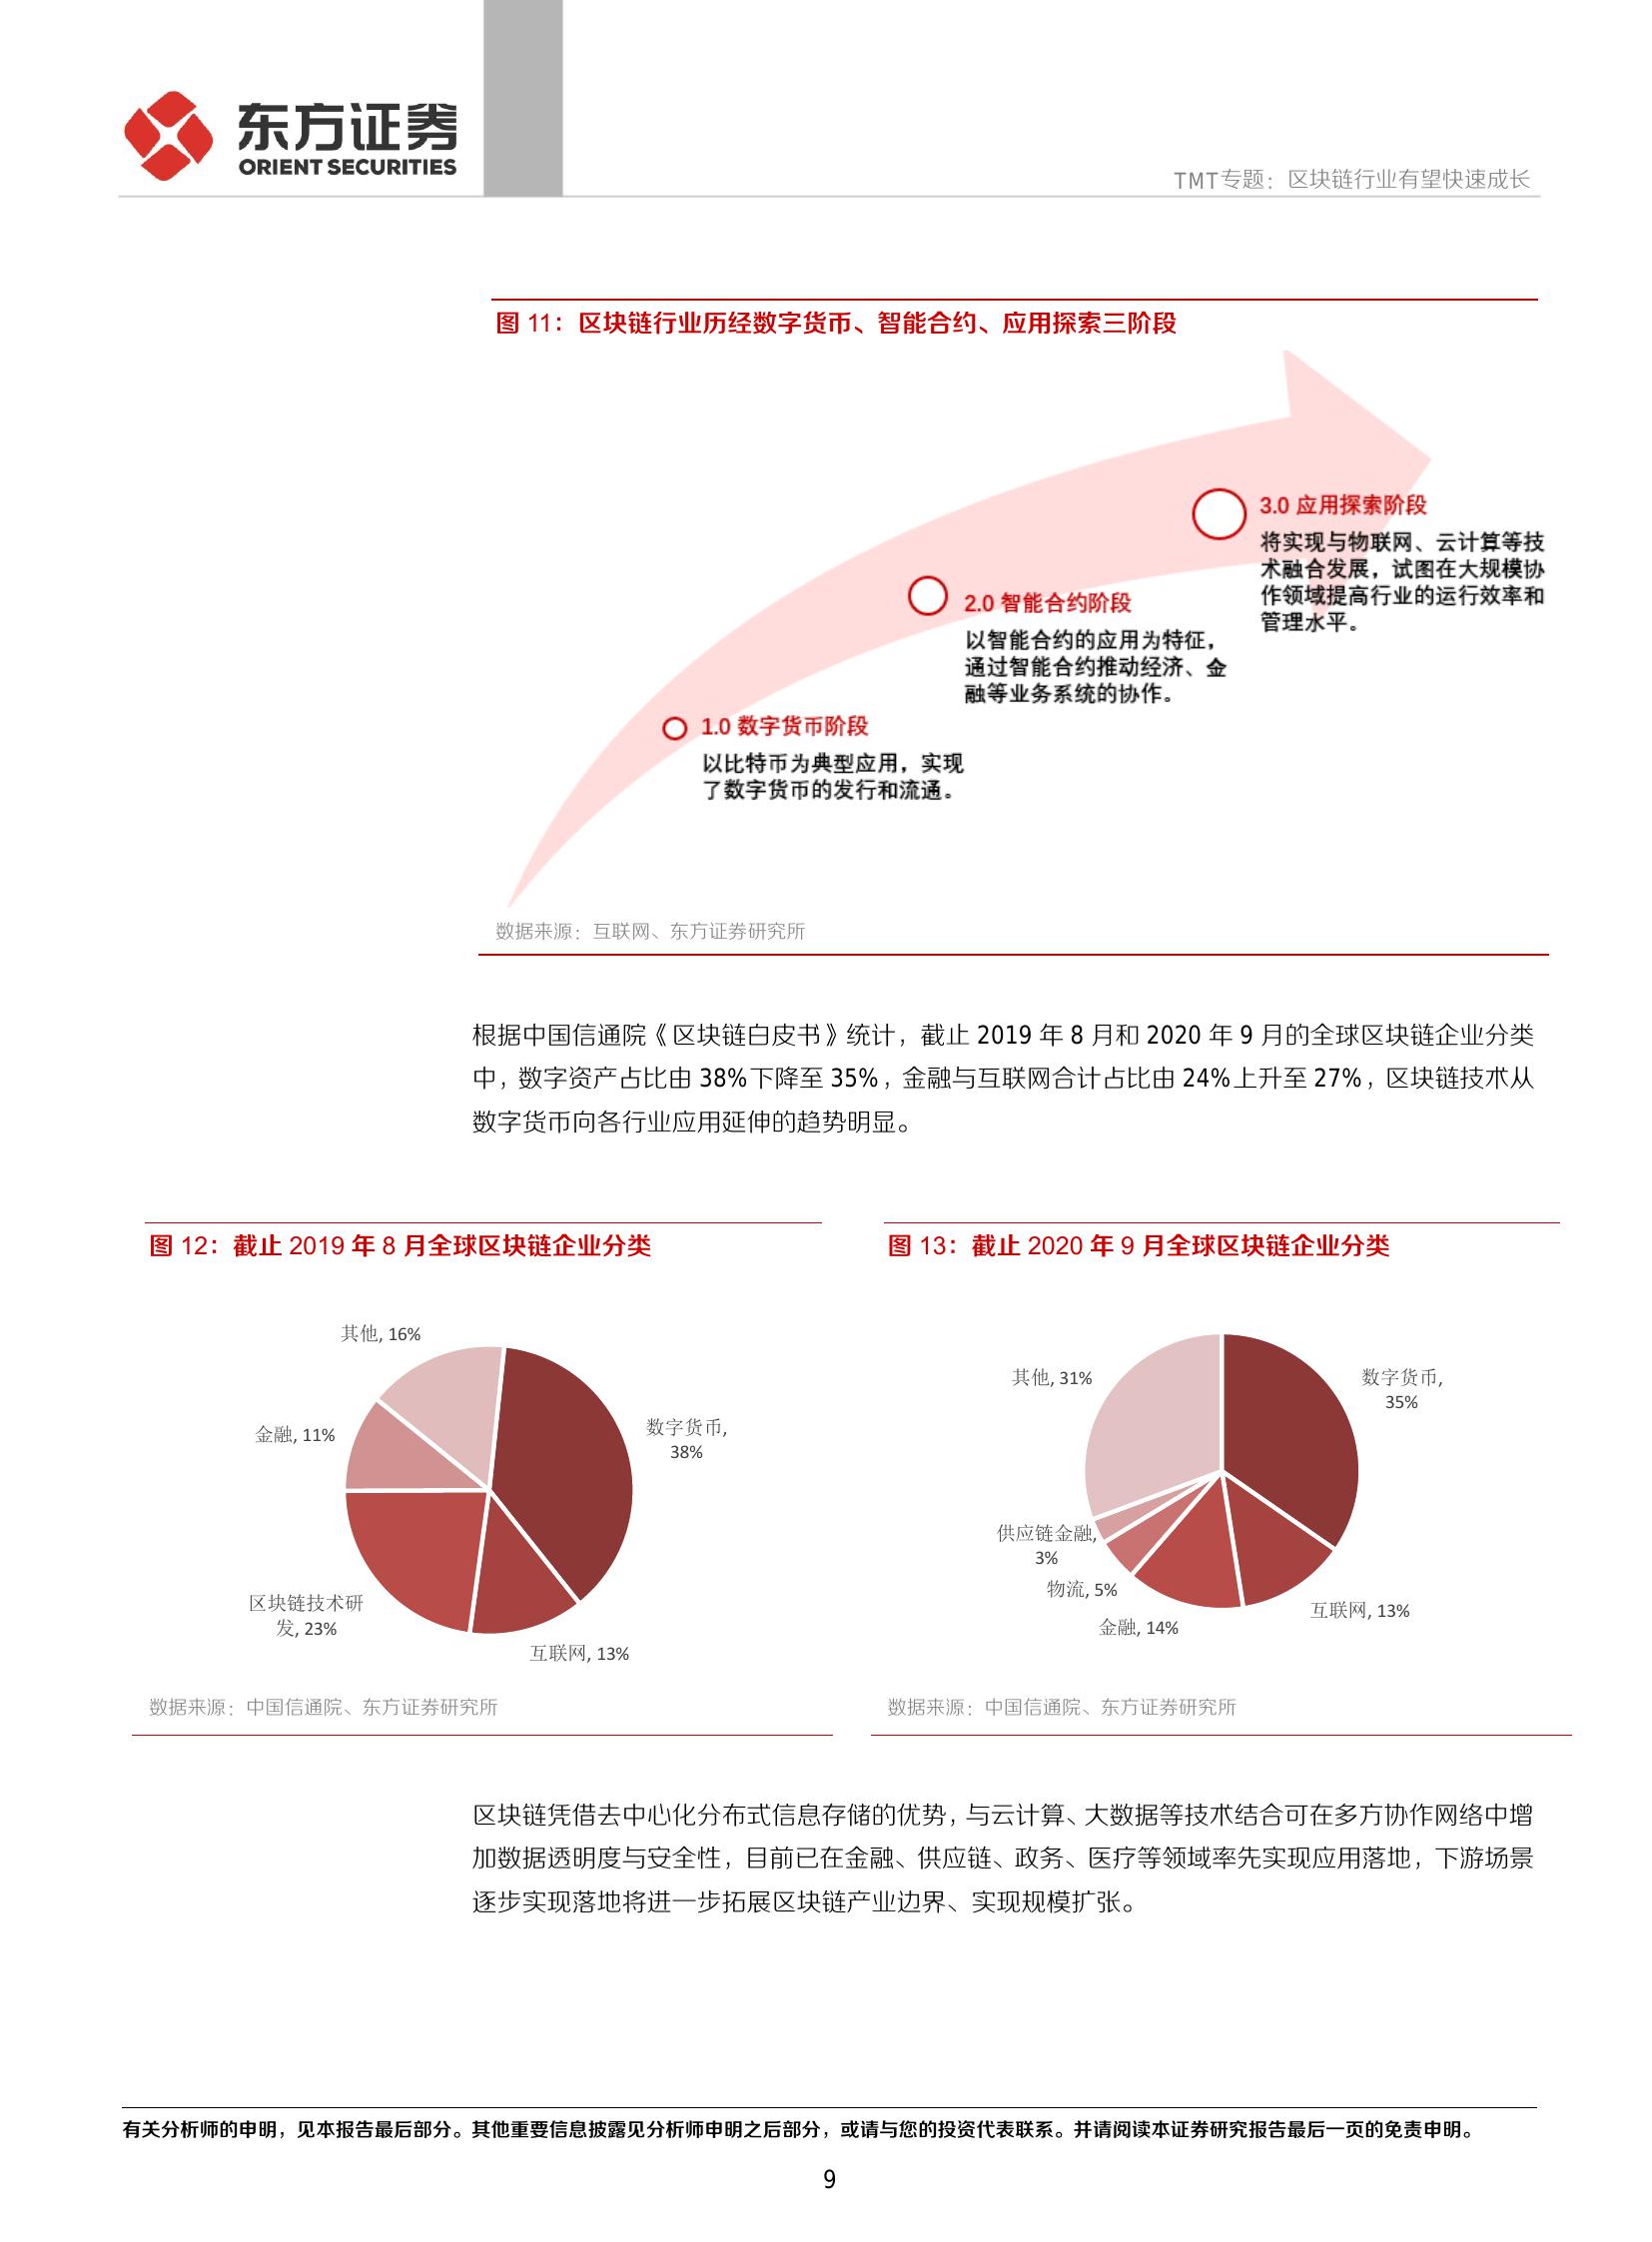 东方证券
ORIENT SECURITIES
TMT专题：区块链行业有望快速成长
图 11：区块链行业历经数字货币、智能合约、应用探索三阶段
3.0 应用探索阶段
将实现与物联网、云计算等技
术融合发展，试图在大规模协
作领域提高行业的运行效率和
管理水平。
2.0 智能合约阶段
以智能合约的应用为特征，
通过智能合约推动经济、金
融等业务系统的协作。
1.0 数字货币阶段
以比特币为典型应用，实现
了数字货币的发行和流通。
数据来源：互联网、东方证券研究所
根据中国信通院《区块链白皮书》统计，截止 2019 年 8 月和 2020 年 9 月的全球区块链企业分类
中，数字资产占比由 38%下降至 35%，金融与互联网合计占比由 24%上升至 27%，区块链技术从
数字货币向各行业应用延伸的趋势明显。
图 12：截止 2019 年 8 月全球区块链企业分类
其他, 16%
数字货币,
38%
金融, 11%
区块链技术研
发, 23%
互联网, 13%
数据来源：中国信通院、东方证券研究所
图 13：截止 2020 年 9 月全球区块链企业分类
其他, 31%
数字货币,
35%
供应链金融,
3%
物流, 5%
金融, 14%
互联网, 13%
数据来源：中国信通院、东方证券研究所
区块链凭借去中心化分布式信息存储的优势，与云计算、大数据等技术结合可在多方协作网络中增
加数据透明度与安全性，目前已在金融、供应链、政务、医疗等领域率先实现应用落地，下游场景
逐步实现落地将进一步拓展区块链产业边界、实现规模扩张。
有关分析师的申明，见本报告最后部分。其他重要信息披露见分析师申明之后部分，或请与您的投资代表联系。并请阅读本证券研究报告最后一页的免责申明。
9